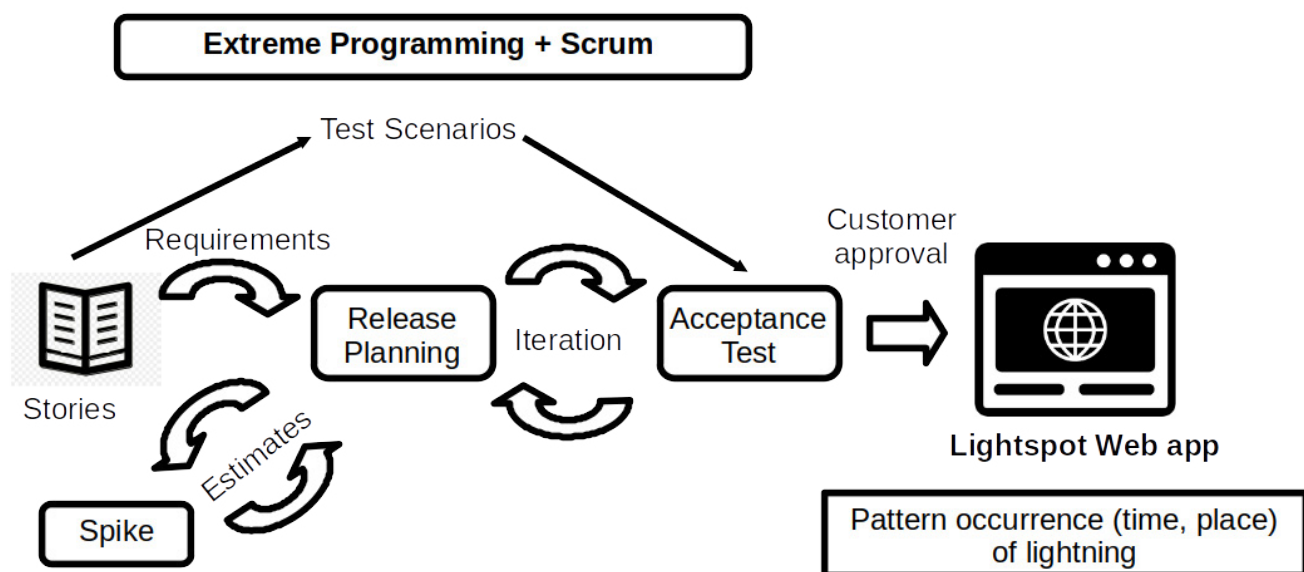 Extreme Programming + Scrum
Test Scenarios
Requirements
Customer
approval
Release
Planning
Iteration
Acceptance
Test
Stories
Estimates
Spike
Lightspot Web app
Pattern occurrence (time, place)
of lightning